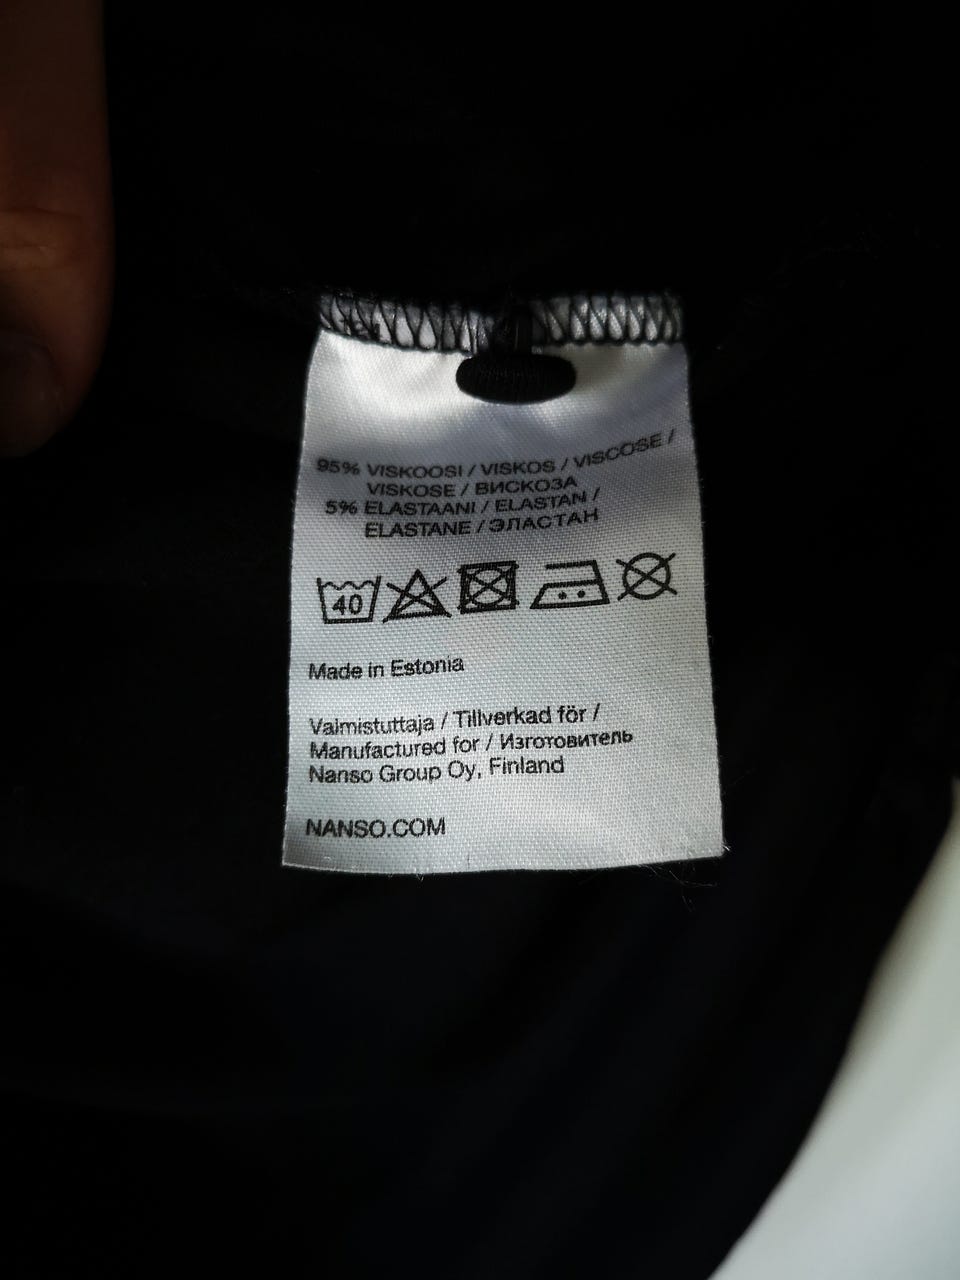 95% VISKOOSI / VISKOS / VISCOSE /
VISKOSE / ВИСКОЗА
5% ELASTAANI / ELASTAN /
ELASTANE / ЭЛАСТАН
40
Made in Estonia
Valmistuttaja / Tillverkad för /
Manufactured for / Изготовитель
Nanso Group Oy, Finland
NANSO.COM